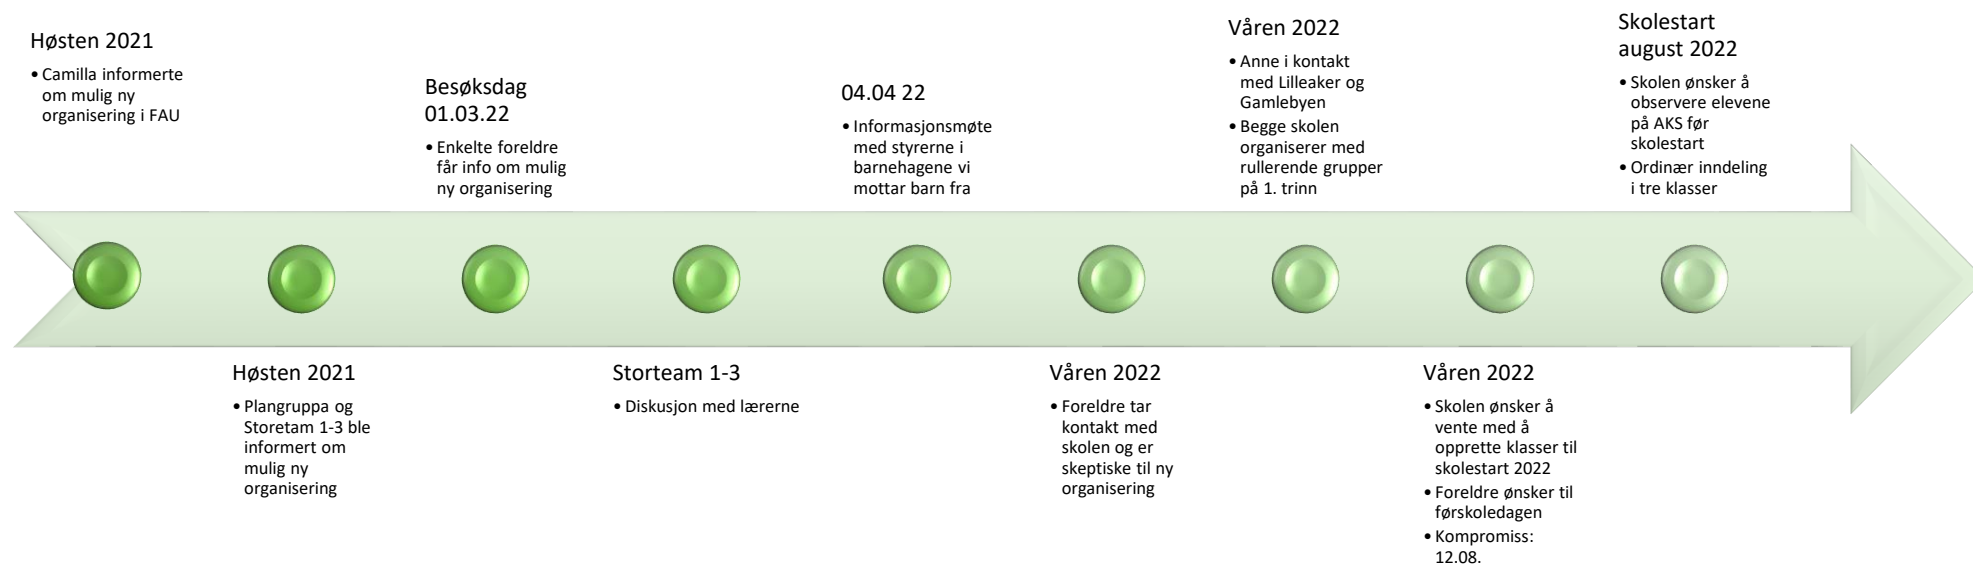 Høsten 2021
• Camilla informerte
om mulig ny
organisering i FAU
Høsten 2021
• Plangruppa og
Storetam 1-3 ble
informert om
mulig ny
organisering
Besøksdag
01.03.22
• Enkelte foreldre
får info om mulig
ny organisering
Storteam 1-3
• Diskusjon med lærerne
04.04 22
• Informasjonsmøte
med styrerne i
barnehagene vi
mottar barn fra
Våren 2022
• Foreldre tar
kontakt med
skolen og er
skeptiske til ny
organisering
Våren 2022
• Anne i kontakt
med Lilleaker og
Gamlebyen
• Begge skolen
organiserer med
rullerende grupper
på 1. trinn
Våren 2022
• Skolen ønsker å
vente med å
opprette klasser til
skolestart 2022
• Foreldre ønsker til
førskoledagen
• Kompromiss:
12.08.
Skolestart
august 2022
• Skolen ønsker å
observere elevene
på AKS før
skolestart
• Ordinær inndeling
i tre klasser